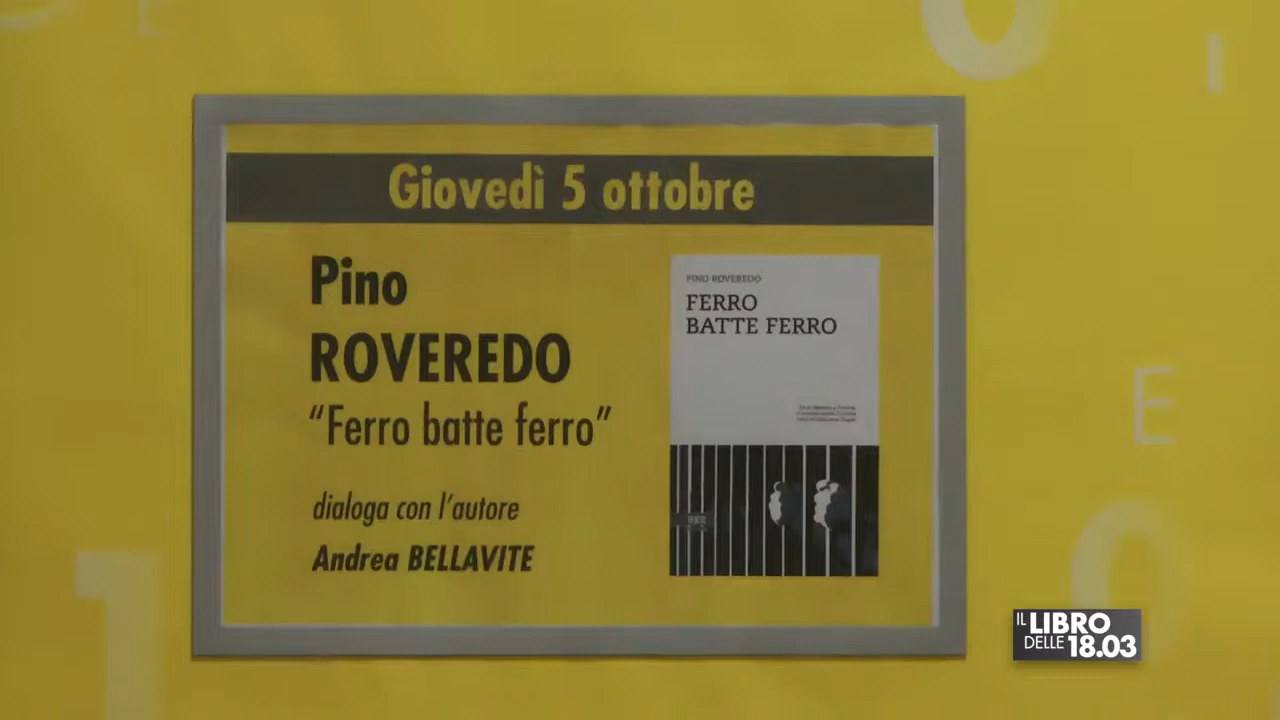 Giovedì 5 ottobre
Pino
ROVEREDO
“Ferro batte ferro”
dialoga con l’autore
Andrea BELLAVITE
PINO ROVEREDO
FERRO
BATTE FERRO
IL LIBRO
DELLE 18.03